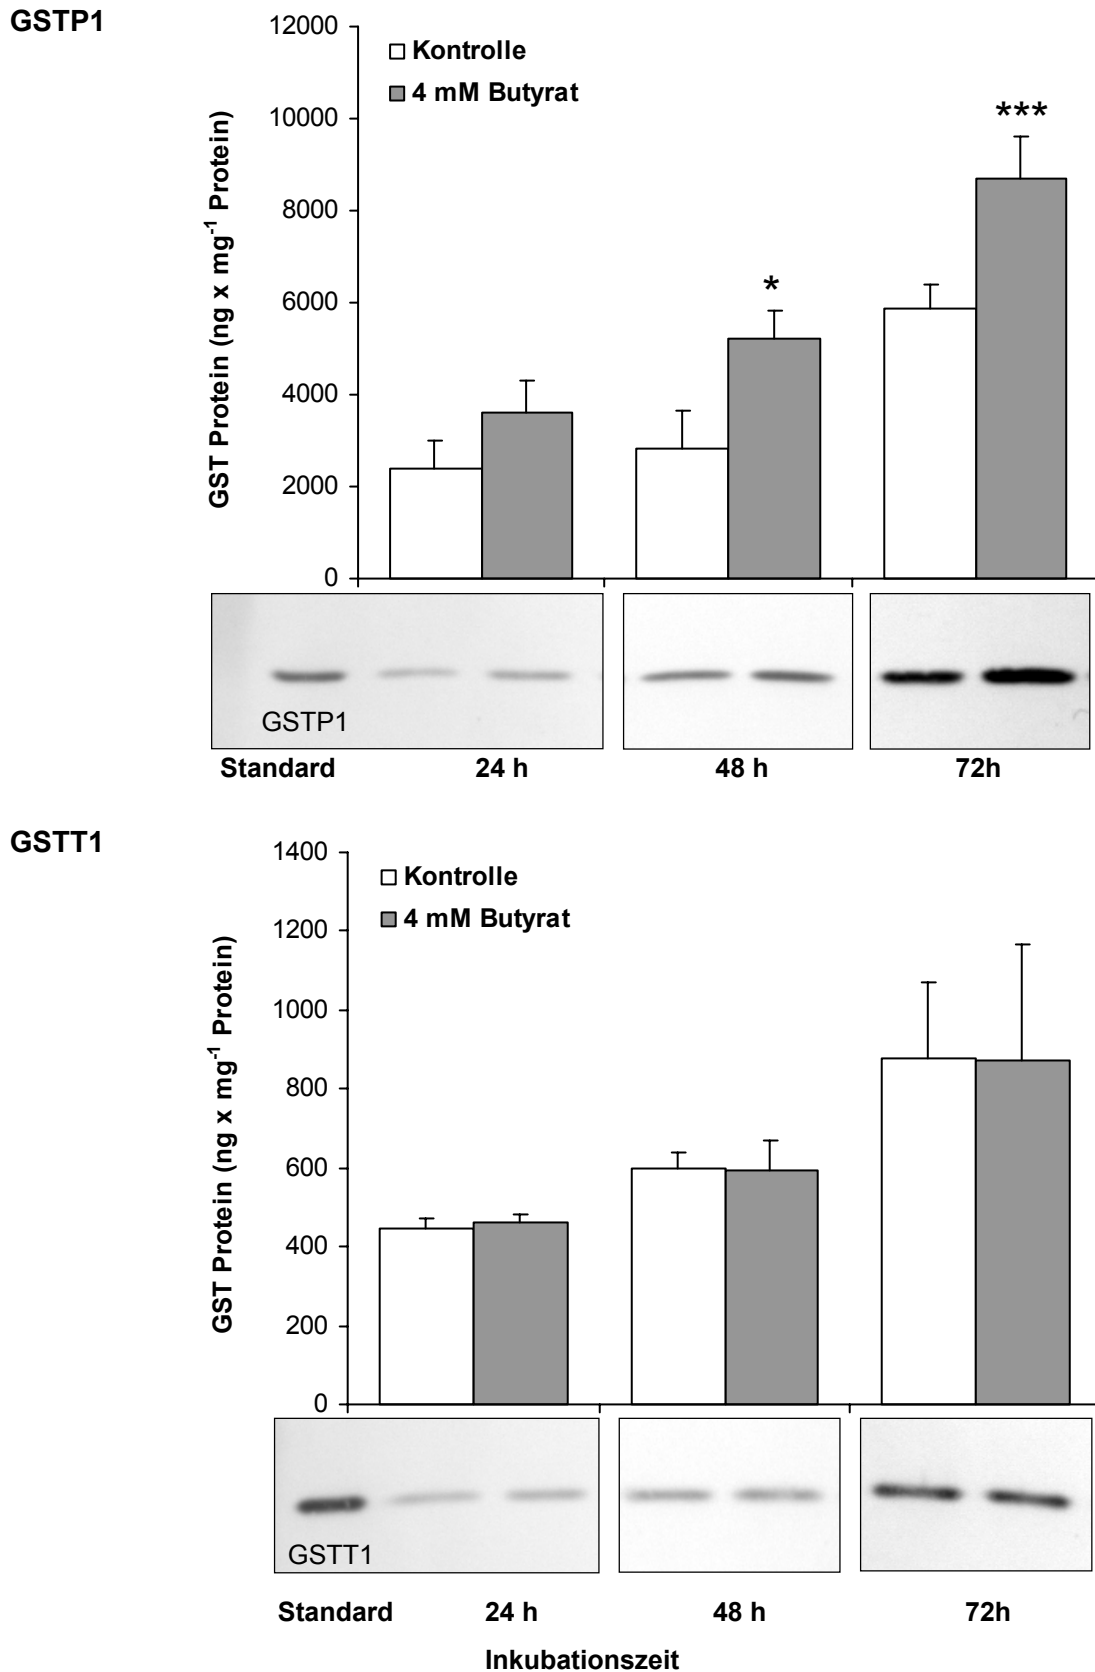 GSTP1
12000
10000
8000
6000
4000
2000
0
GST Protein (ng x mg⁻¹ Protein)
Kontrolle
4 mM Butyrat
*
***
GSTP1
Standard 24 h 48 h 72h
GSTT1
1400
1200
1000
800
600
400
200
0
GST Protein (ng x mg⁻¹ Protein)
Kontrolle
4 mM Butyrat
GSTT1
Standard 24 h 48 h 72h
Inkubationszeit